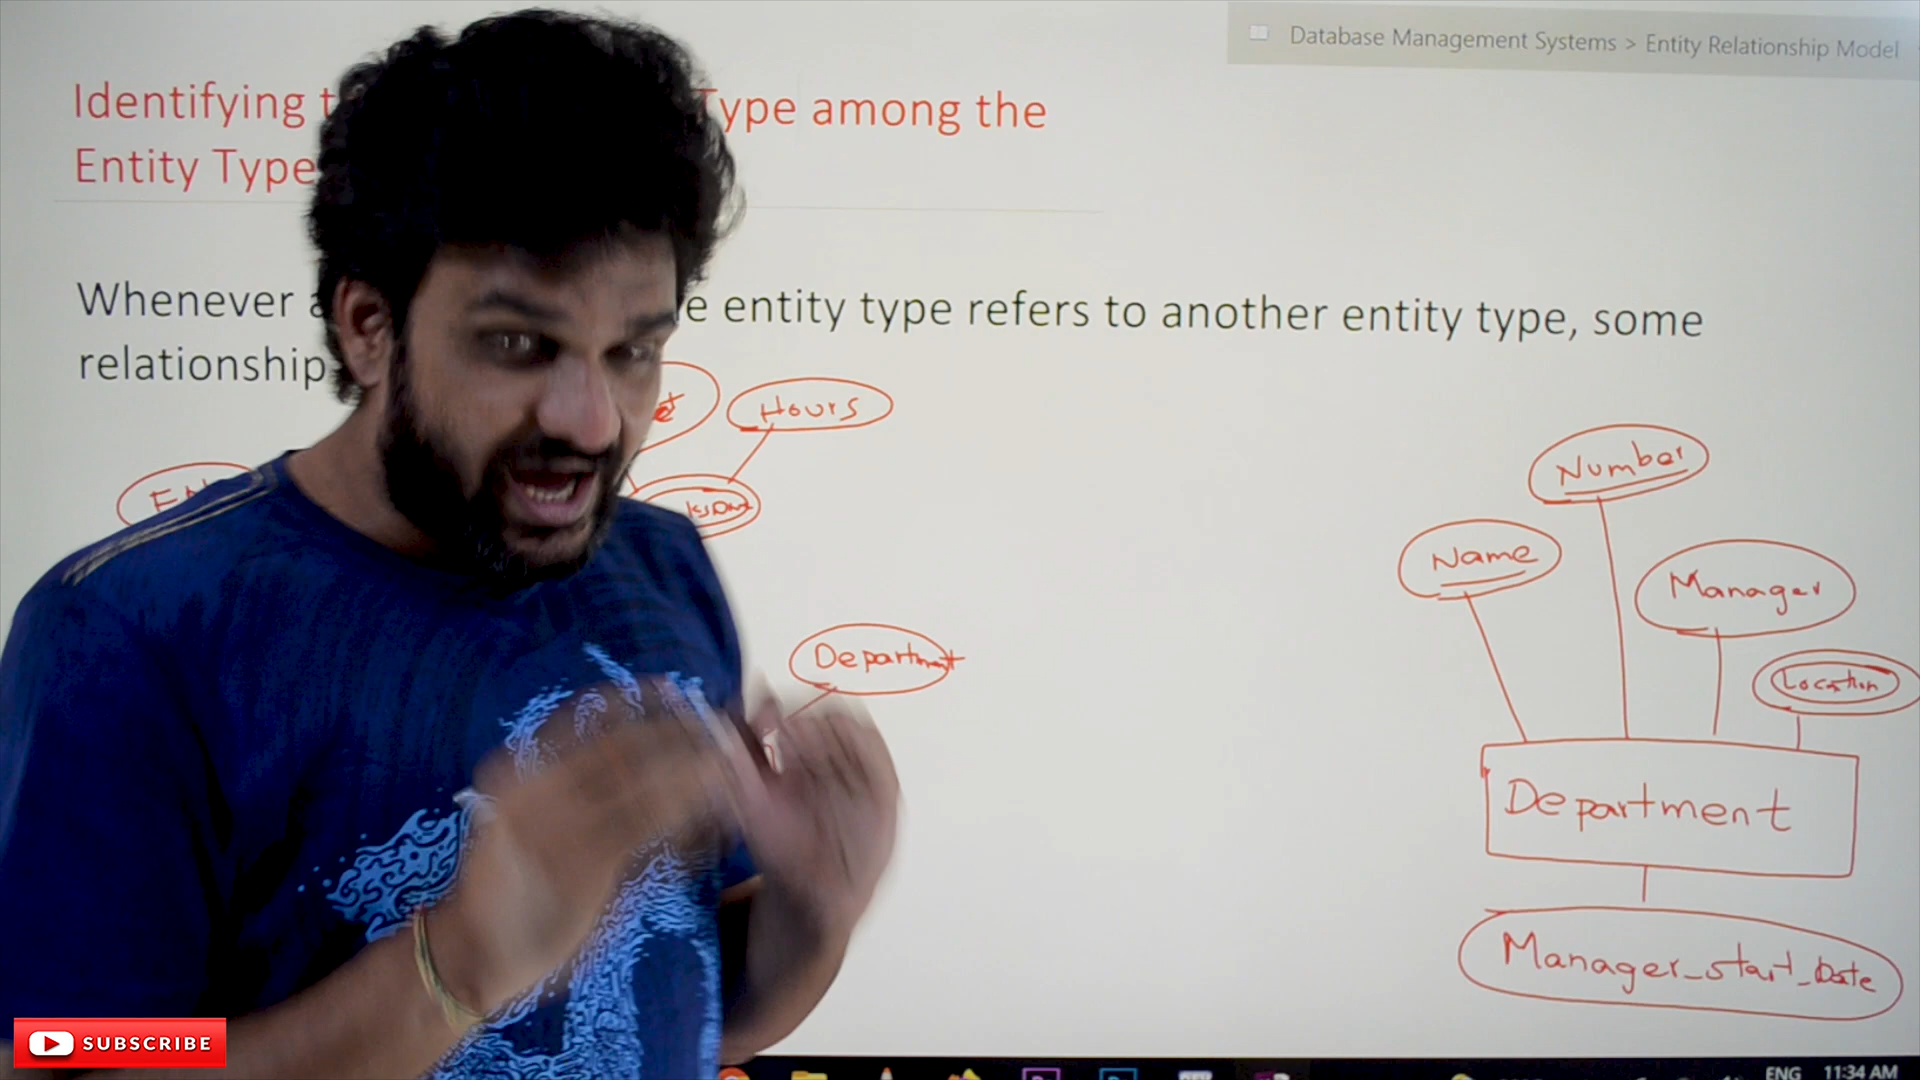 Database Management Systems > Entity Relationship Model
Identifying Type among the
Entity Type
Whenever entity type refers to another entity type, some
relationship
Hours
Number
Name
Manager
Location
Department
Department
Manager_start_Date
SUBSCRIBE
ENG 11:34 AM